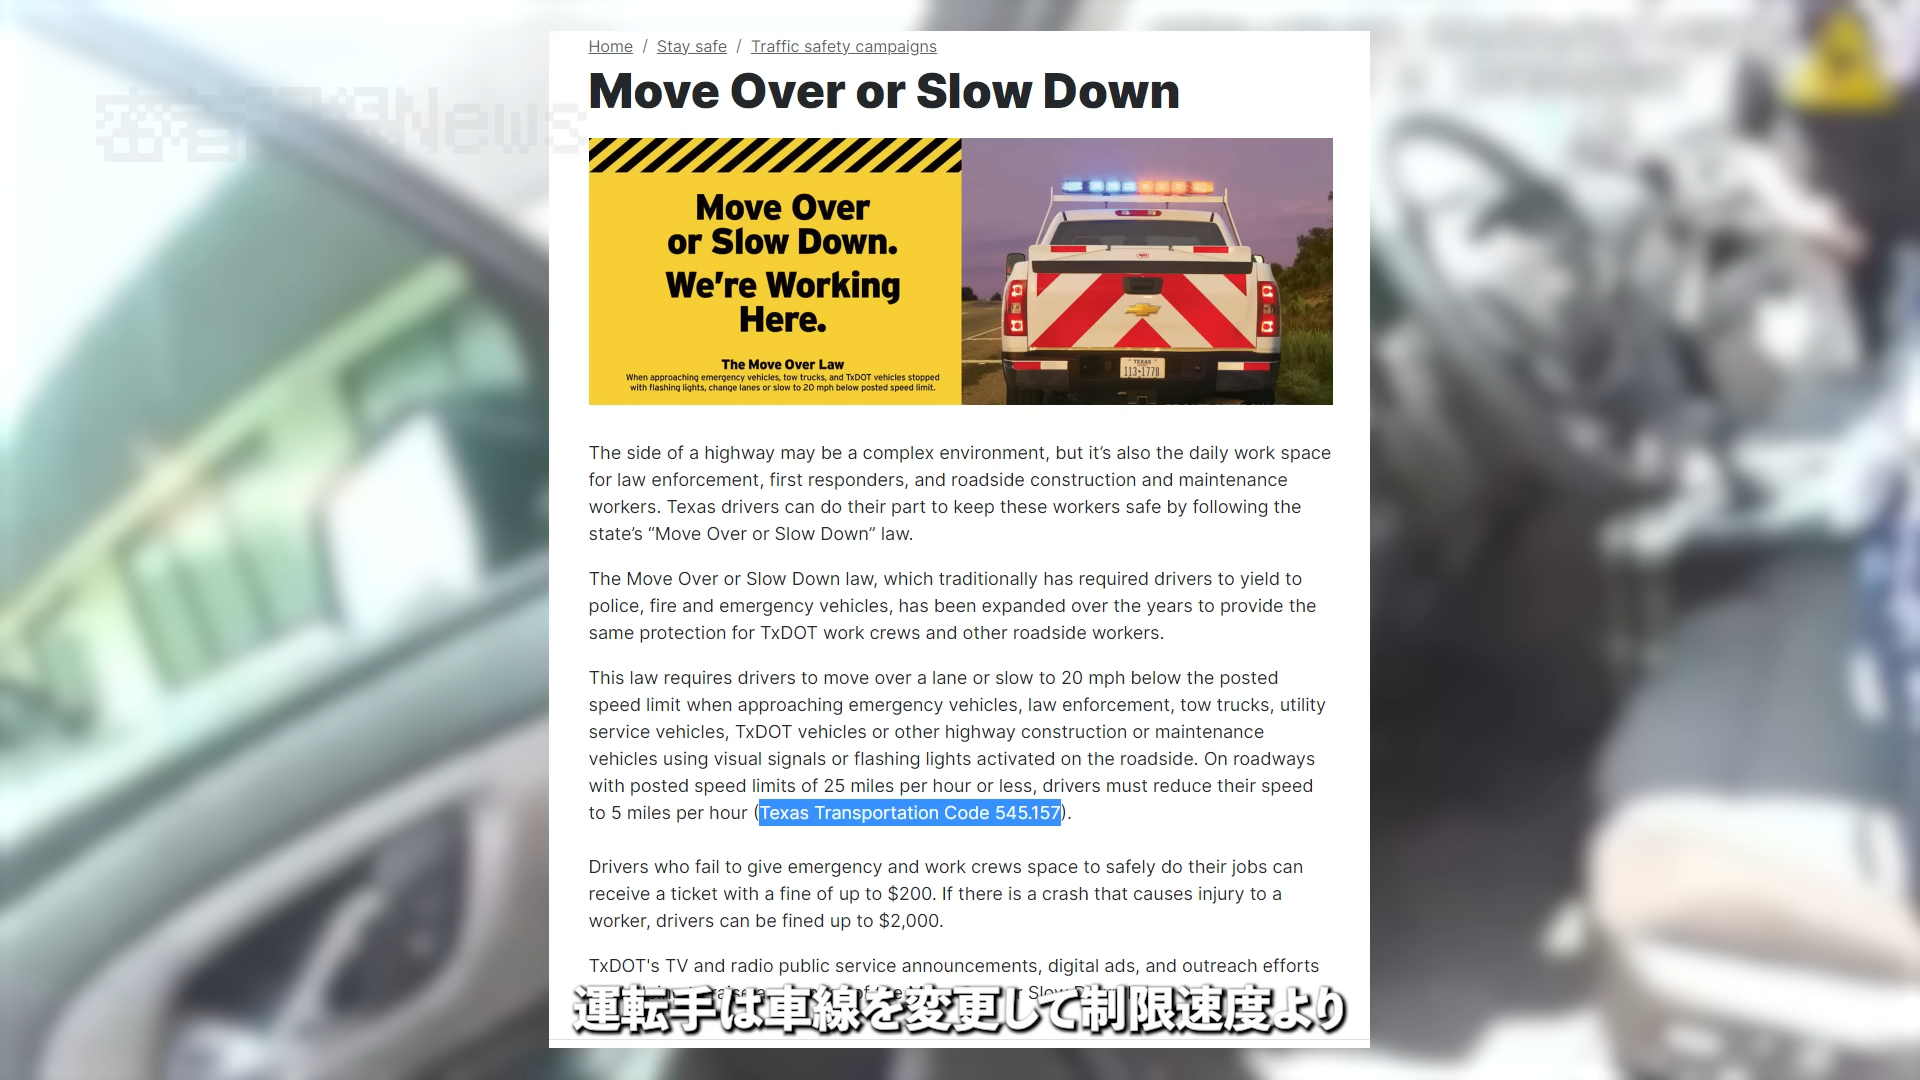 Home / Stay safe / Traffic safety campaigns
Move Over or Slow Down
Move Over
or Slow Down.
We're Working
Here.
The Move Over Law
When approaching emergency vehicles, tow trucks, and TxDOT vehicles stopped
with flashing lights, change lanes or slow to 20 mph below posted speed limit.
TEXAS
113-1778
News
The side of a highway may be a complex environment, but it’s also the daily work space
for law enforcement, first responders, and roadside construction and maintenance
workers. Texas drivers can do their part to keep these workers safe by following the
state’s “Move Over or Slow Down” law.
The Move Over or Slow Down law, which traditionally has required drivers to yield to
police, fire and emergency vehicles, has been expanded over the years to provide the
same protection for TxDOT work crews and other roadside workers.
This law requires drivers to move over a lane or slow to 20 mph below the posted
speed limit when approaching emergency vehicles, law enforcement, tow trucks, utility
service vehicles, TxDOT vehicles or other highway construction or maintenance
vehicles using visual signals or flashing lights activated on the roadside. On roadways
with posted speed limits of 25 miles per hour or less, drivers must reduce their speed
to 5 miles per hour (Texas Transportation Code 545.157).
Drivers who fail to give emergency and work crews space to safely do their jobs can
receive a ticket with a fine of up to $200. If there is a crash that causes injury to a
worker, drivers can be fined up to $2,000.
TxDOT's TV and radio public service announcements, digital ads, and outreach efforts
運転手は車線を変更して制限速度より